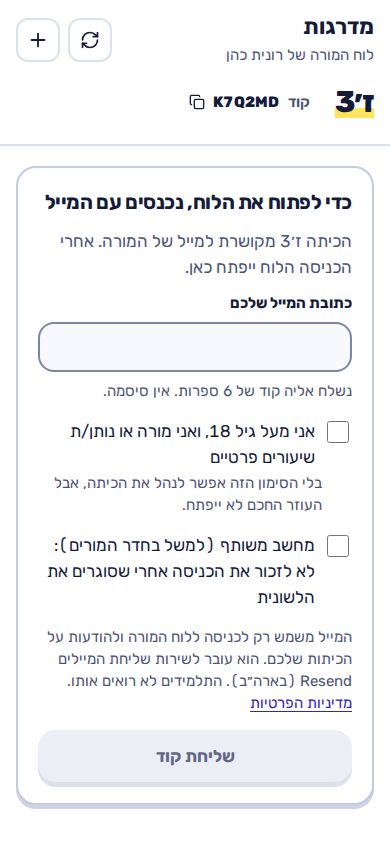 מדרגות
לוח המורה של רונית כהן
ז׳3
קוד K7Q2MD
כדי לפתוח את הלוח, נכנסים עם המייל
הכיתה ז׳3 מקושרת למייל של המורה. אחרי
הכניסה הלוח ייפתח כאן.
כתובת המייל שלכם
נשלח אליה קוד של 6 ספרות. אין סיסמה.
אני מעל גיל 18, ואני מורה או נותן/ת
שיעורים פרטיים
בלי הסימון הזה אפשר לנהל את הכיתה, אבל
העוזר החכם לא ייפתח.
מחשב משותף (למשל בחדר המורים):
לא לזכור את הכניסה אחרי שסוגרים את
הלשונית
המייל משמש רק לכניסה ללוח המורה ולהודעות על
הכיתות שלכם. הוא עובר לשירות שליחת המיילים
Resend (בארה״ב). התלמידים לא רואים אותו.
מדיניות הפרטיות
שליחת קוד